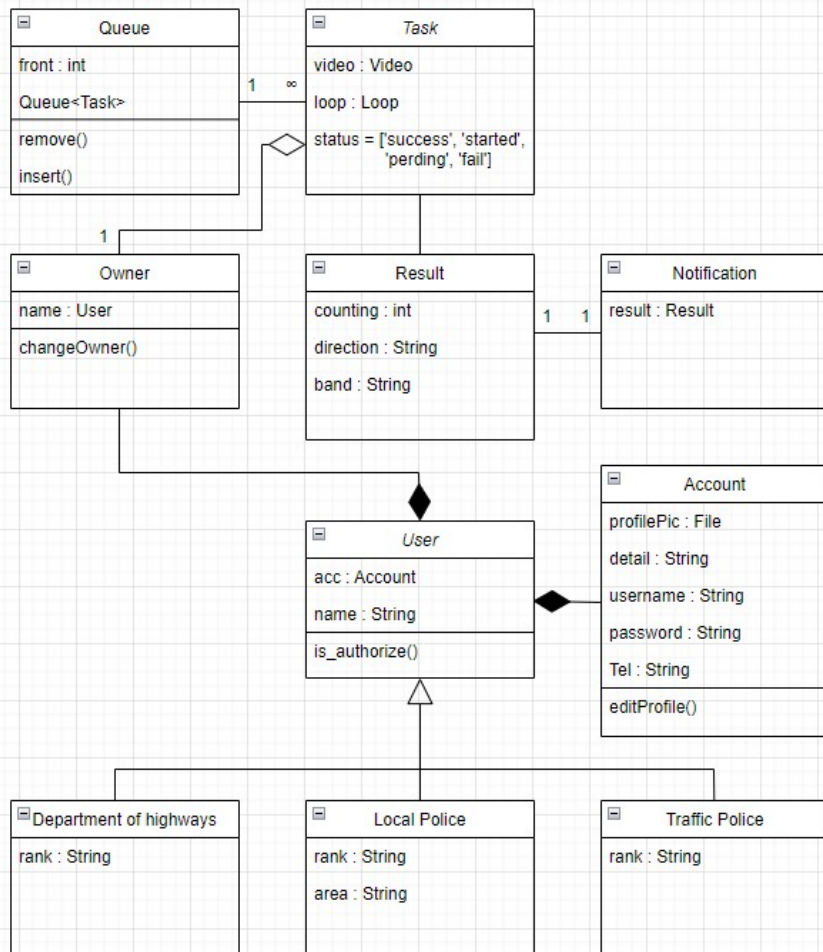 Queue
front : int
Queue<Task>
remove()
insert()
1 ∞
Task
video : Video
loop : Loop
status = ['success', 'started',
'perding', 'fail']
1
Owner
name : User
changeOwner()
Result
counting : int
direction : String
band : String
1 1
Notification
result : Result
User
acc : Account
name : String
is_authorize()
Account
profilePic : File
detail : String
username : String
password : String
Tel : String
editProfile()
Department of highways
rank : String
Local Police
rank : String
area : String
Traffic Police
rank : String